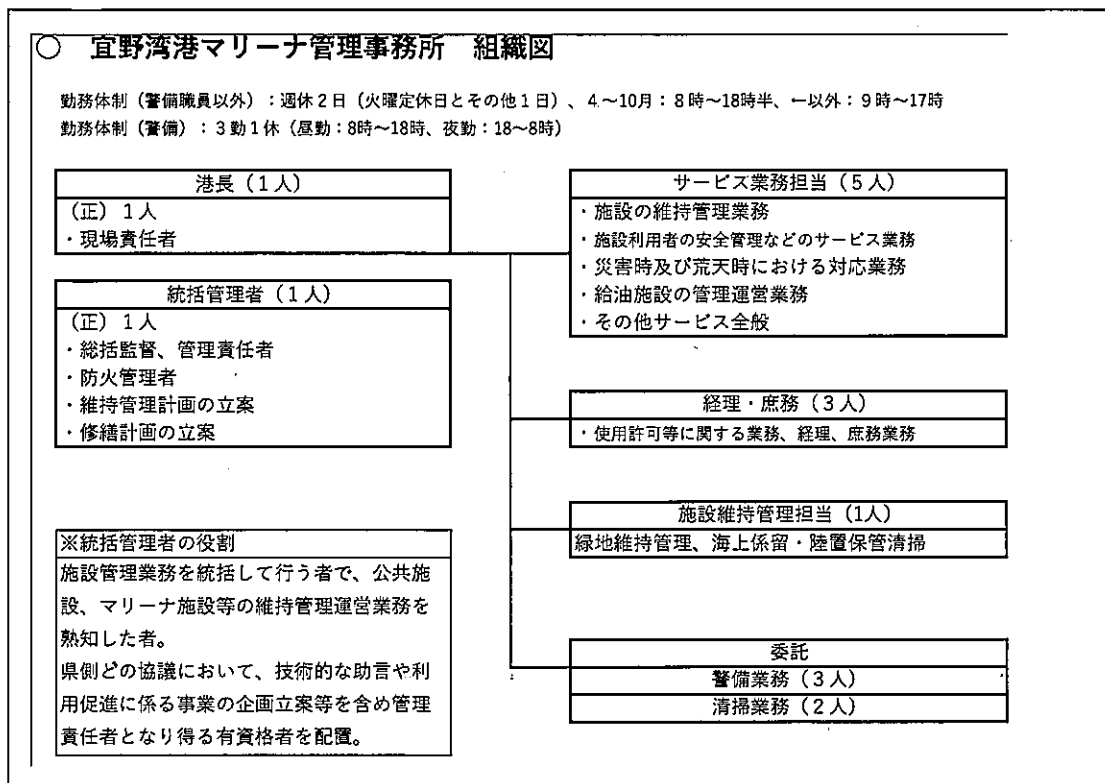 ○ 宜野湾港マリーナ管理事務所 組織図
勤務体制（警備職員以外）：週休２日（火曜定休日とその他１日）、４～10月：８時～18時半、←以外：９時～17時
勤務体制（警備）：３勤１休（昼勤：8時～18時、夜勤：18～8時）
港長（１人）
（正）１人
・現場責任者
統括管理者（１人）
（正）１人
・総括監督、管理責任者
・防火管理者
・維持管理計画の立案
・修繕計画の立案
※統括管理者の役割
施設管理業務を統括して行う者で、公共施
設、マリーナ施設等の維持管理運営業務を
熟知した者。
県側どの協議において、技術的な助言や利
用促進に係る事業の企画立案等を含め管理
責任者となり得る有資格者を配置。
サービス業務担当（５人）
・施設の維持管理業務
・施設利用者の安全管理などのサービス業務
・災害時及び荒天時における対応業務
・給油施設の管理運営業務
・その他サービス全般
経理・庶務（３人）
・使用許可等に関する業務、経理、庶務業務
施設維持管理担当（1人）
緑地維持管理、海上係留・陸置保管清掃
委託
警備業務（３人）
清掃業務（２人）